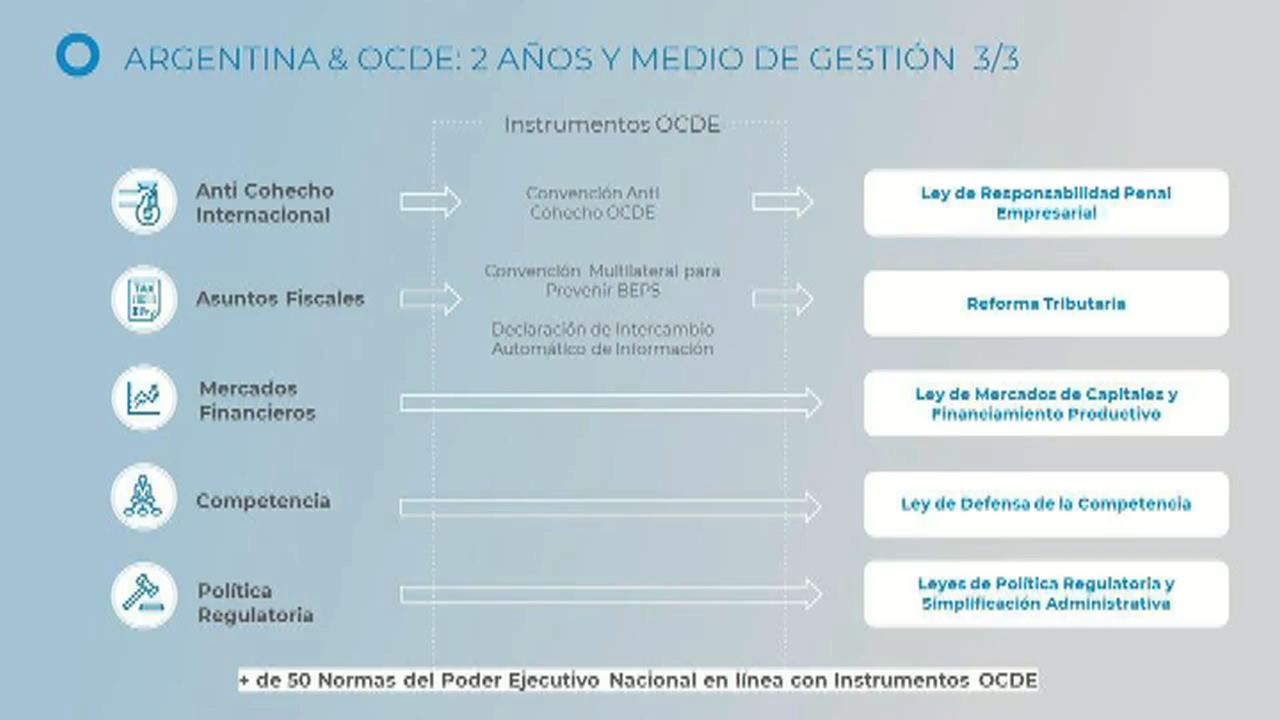 ARGENTINA & OCDE: 2 AÑOS Y MEDIO DE GESTIÓN 3/3
Instrumentos OCDE
Anti Cohecho
Internacional
Convención Anti
Cohecho OCDE
Ley de Responsabilidad Penal
Empresarial
TAX
Asuntos Fiscales
Convención Multilateral para
Prevenir BEPS
Declaración de Intercambio
Automático de Información
Reforma Tributaria
Mercados
Financieros
Ley de Mercados de Capitales y
Financiamiento Productivo
Competencia
Ley de Defensa de la Competencia
Política
Regulatoria
Leyes de Política Regulatoria y
Simplificación Administrativa
+ de 50 Normas del Poder Ejecutivo Nacional en línea con Instrumentos OCDE